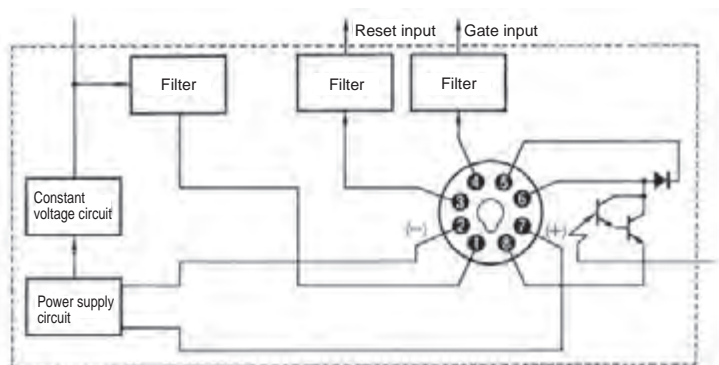 Reset input
Gate input
Filter
Filter
Filter
Constant
voltage circuit
Power supply
circuit
4
5
3
6
(−)
2
7
(+)
1
8